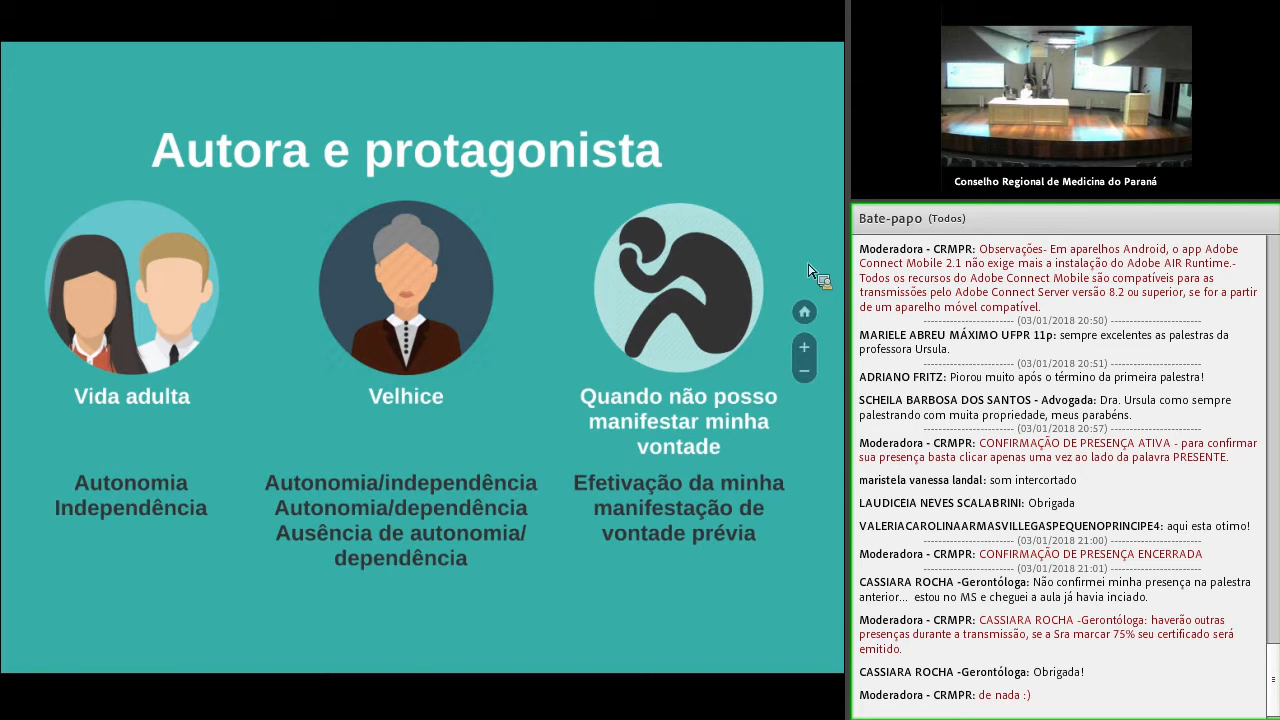 Autora e protagonista
Vida adulta
Velhice
Quando não posso
manifestar minha
vontade
Autonomia
Independência
Autonomia/independência
Autonomia/dependência
Ausência de autonomia/
dependência
Efetivação da minha
manifestação de
vontade prévia
Conselho Regional de Medicina do Paraná
Bate-papo (Todos)
Moderadora - CRMPR: Observações- Em aparelhos Android, o app Adobe
Connect Mobile 2.1 não exige mais a instalação do Adobe AIR Runtime.-
Todos os recursos do Adobe Connect Mobile são compatíveis para as
transmissões pelo Adobe Connect Server versão 8.2 ou superior, se for a partir
de um aparelho móvel compatível.
------------------------ (03/01/2018 20:50) ------------------------
MARIELE ABREU MÁXIMO UFPR 11p: sempre excelentes as palestras da
professora Ursula.
------------------------ (03/01/2018 20:51) ------------------------
ADRIANO FRITZ: Piorou muito após o término da primeira palestra!
SCHEILA BARBOSA DOS SANTOS - Advogada: Dra. Ursula como sempre
palestrando com muita propriedade, meus parabéns.
------------------------ (03/01/2018 20:57) ------------------------
Moderadora - CRMPR: CONFIRMAÇÃO DE PRESENÇA ATIVA - para confirmar
sua presença basta clicar apenas uma vez ao lado da palavra PRESENTE.
maristela vanessa landal: som intercortado
LAUDICÉIA NEVES SCALABRINI: Obrigada
VALERIACAROLINAARMASVILLEGASPEQUENOPRINCIPE4: aqui esta otimo!
------------------------ (03/01/2018 21:00) ------------------------
Moderadora - CRMPR: CONFIRMAÇÃO DE PRESENÇA ENCERRADA
------------------------ (03/01/2018 21:01) ------------------------
CASSIARA ROCHA -Gerontóloga: Não confirmei minha presença na palestra
anterior... estou no MS e cheguei a aula já havia inciado.
Moderadora - CRMPR: CASSIARA ROCHA -Gerontóloga: haverão outras
presenças durante a transmissão, se a Sra marcar 75% seu certificado será
emitido.
CASSIARA ROCHA -Gerontóloga: Obrigada!
Moderadora - CRMPR: de nada :)